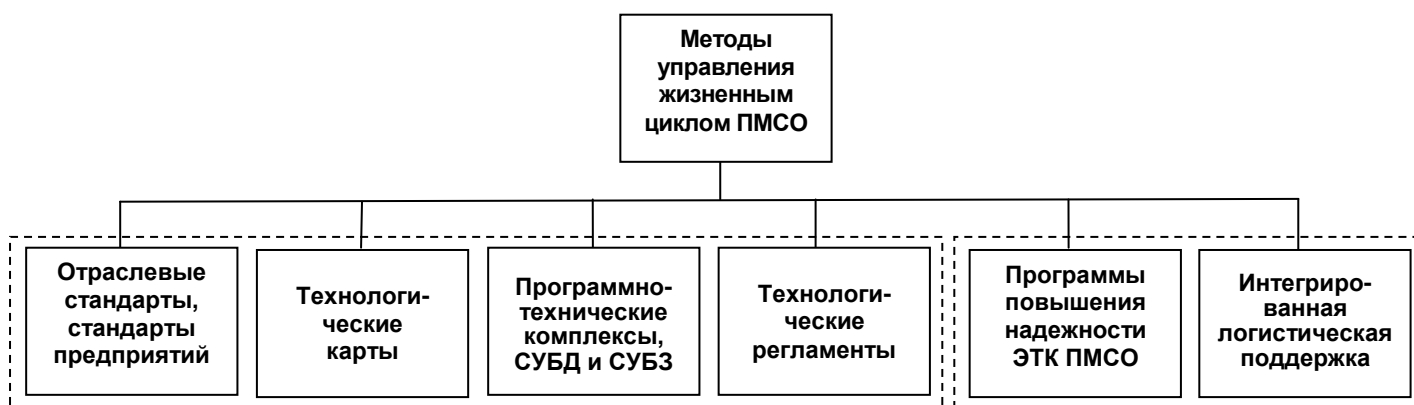 Методы
управления
жизненным
циклом ПМСО
Отраслевые
стандарты,
стандарты
предприятий
Технологи-
ческие
карты
Программно-
технические
комплексы,
СУБД и СУБЗ
Технологи-
ческие
регламенты
Программы
повышения
надежности
ЭТК ПМСО
Интегриро-
ванная
логистическая
поддержка